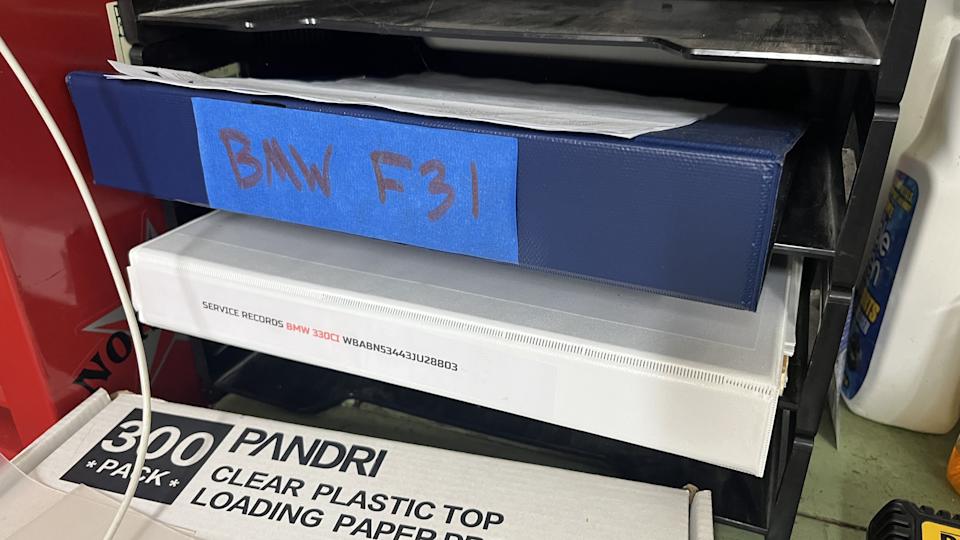 BMW F31
SERVICE RECORDS BMW 330CI WBABN53443JU28803
300
*PACK*
PANDRI
CLEAR PLASTIC TOP
LOADING PAPER